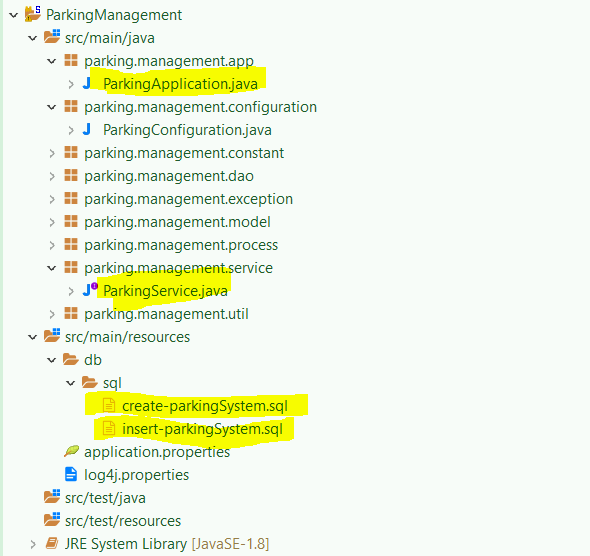 ParkingManagement
src/main/java
parking.management.app
ParkingApplication.java
parking.management.configuration
ParkingConfiguration.java
parking.management.constant
parking.management.dao
parking.management.exception
parking.management.model
parking.management.process
parking.management.service
ParkingService.java
parking.management.util
src/main/resources
db
sql
create-parkingSystem.sql
insert-parkingSystem.sql
application.properties
log4j.properties
src/test/java
src/test/resources
JRE System Library [JavaSE-1.8]